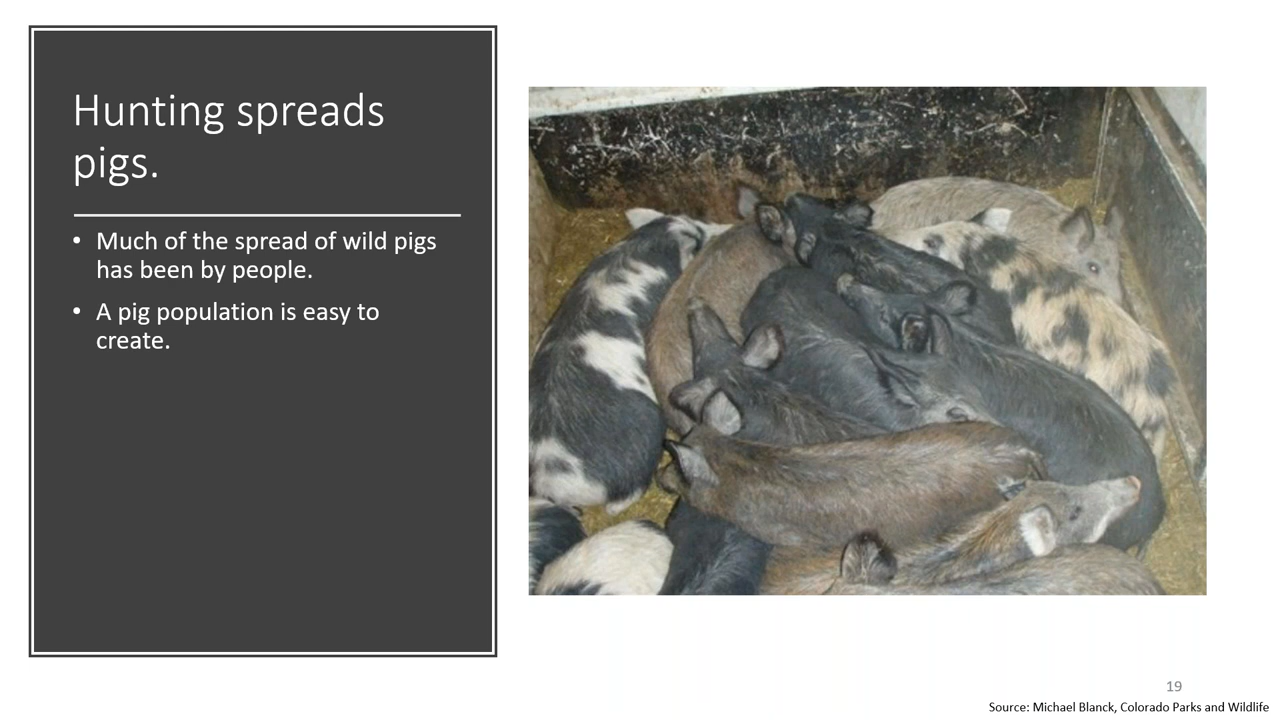 Hunting spreads
pigs.
• Much of the spread of wild pigs
has been by people.
• A pig population is easy to
create.
19
Source: Michael Blanck, Colorado Parks and Wildlife